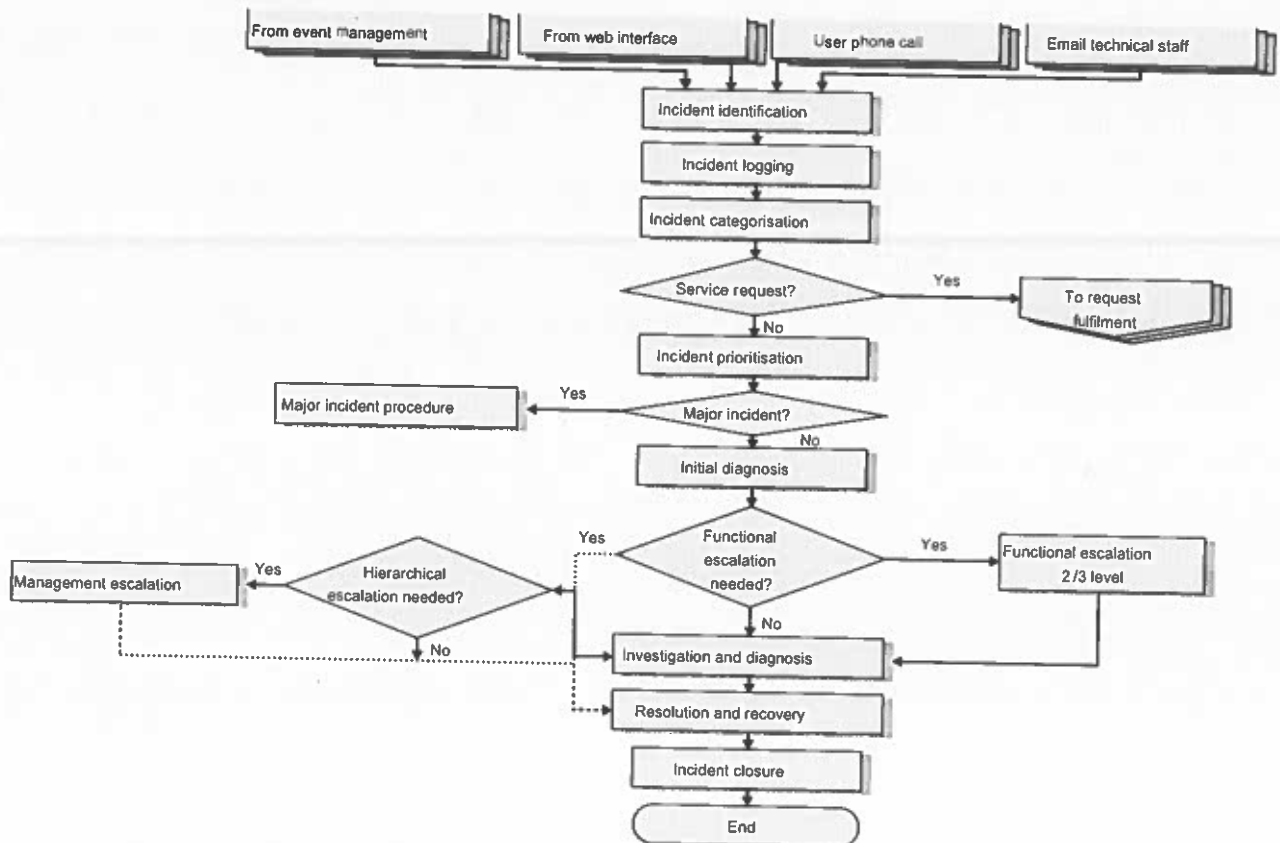 From event management
From web interface
User phone call
Email technical staff
Incident identification
Incident logging
Incident categorisation
Service request?
Yes
To request
fulfilment
No
Incident prioritisation
Yes
Major incident procedure
Major incident?
No
Initial diagnosis
Yes
Functional
escalation
needed?
Yes
Functional escalation
2/3 level
Yes
Management escalation
Hierarchical
escalation needed?
No
No
Investigation and diagnosis
Resolution and recovery
Incident closure
End